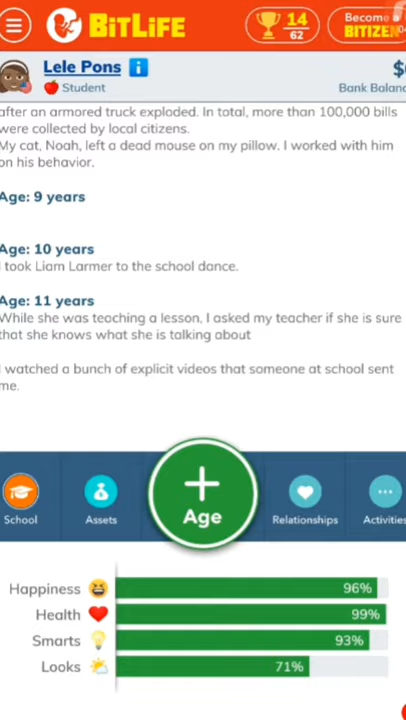 BitLife
14
62
Become a
BITIZEN
Lele Pons i
Student
$
Bank Balanc
after an armored truck exploded. In total, more than 100,000 bills
were collected by local citizens.
My cat, Noah, left a dead mouse on my pillow. I worked with him
on his behavior.
Age: 9 years
Age: 10 years
I took Liam Larmer to the school dance.
Age: 11 years
While she was teaching a lesson, I asked my teacher if she is sure
that she knows what she is talking about
I watched a bunch of explicit videos that someone at school sent
me.
School
Assets
+
Age
Relationships
Activities
Happiness 96%
Health 99%
Smarts 93%
Looks 71%